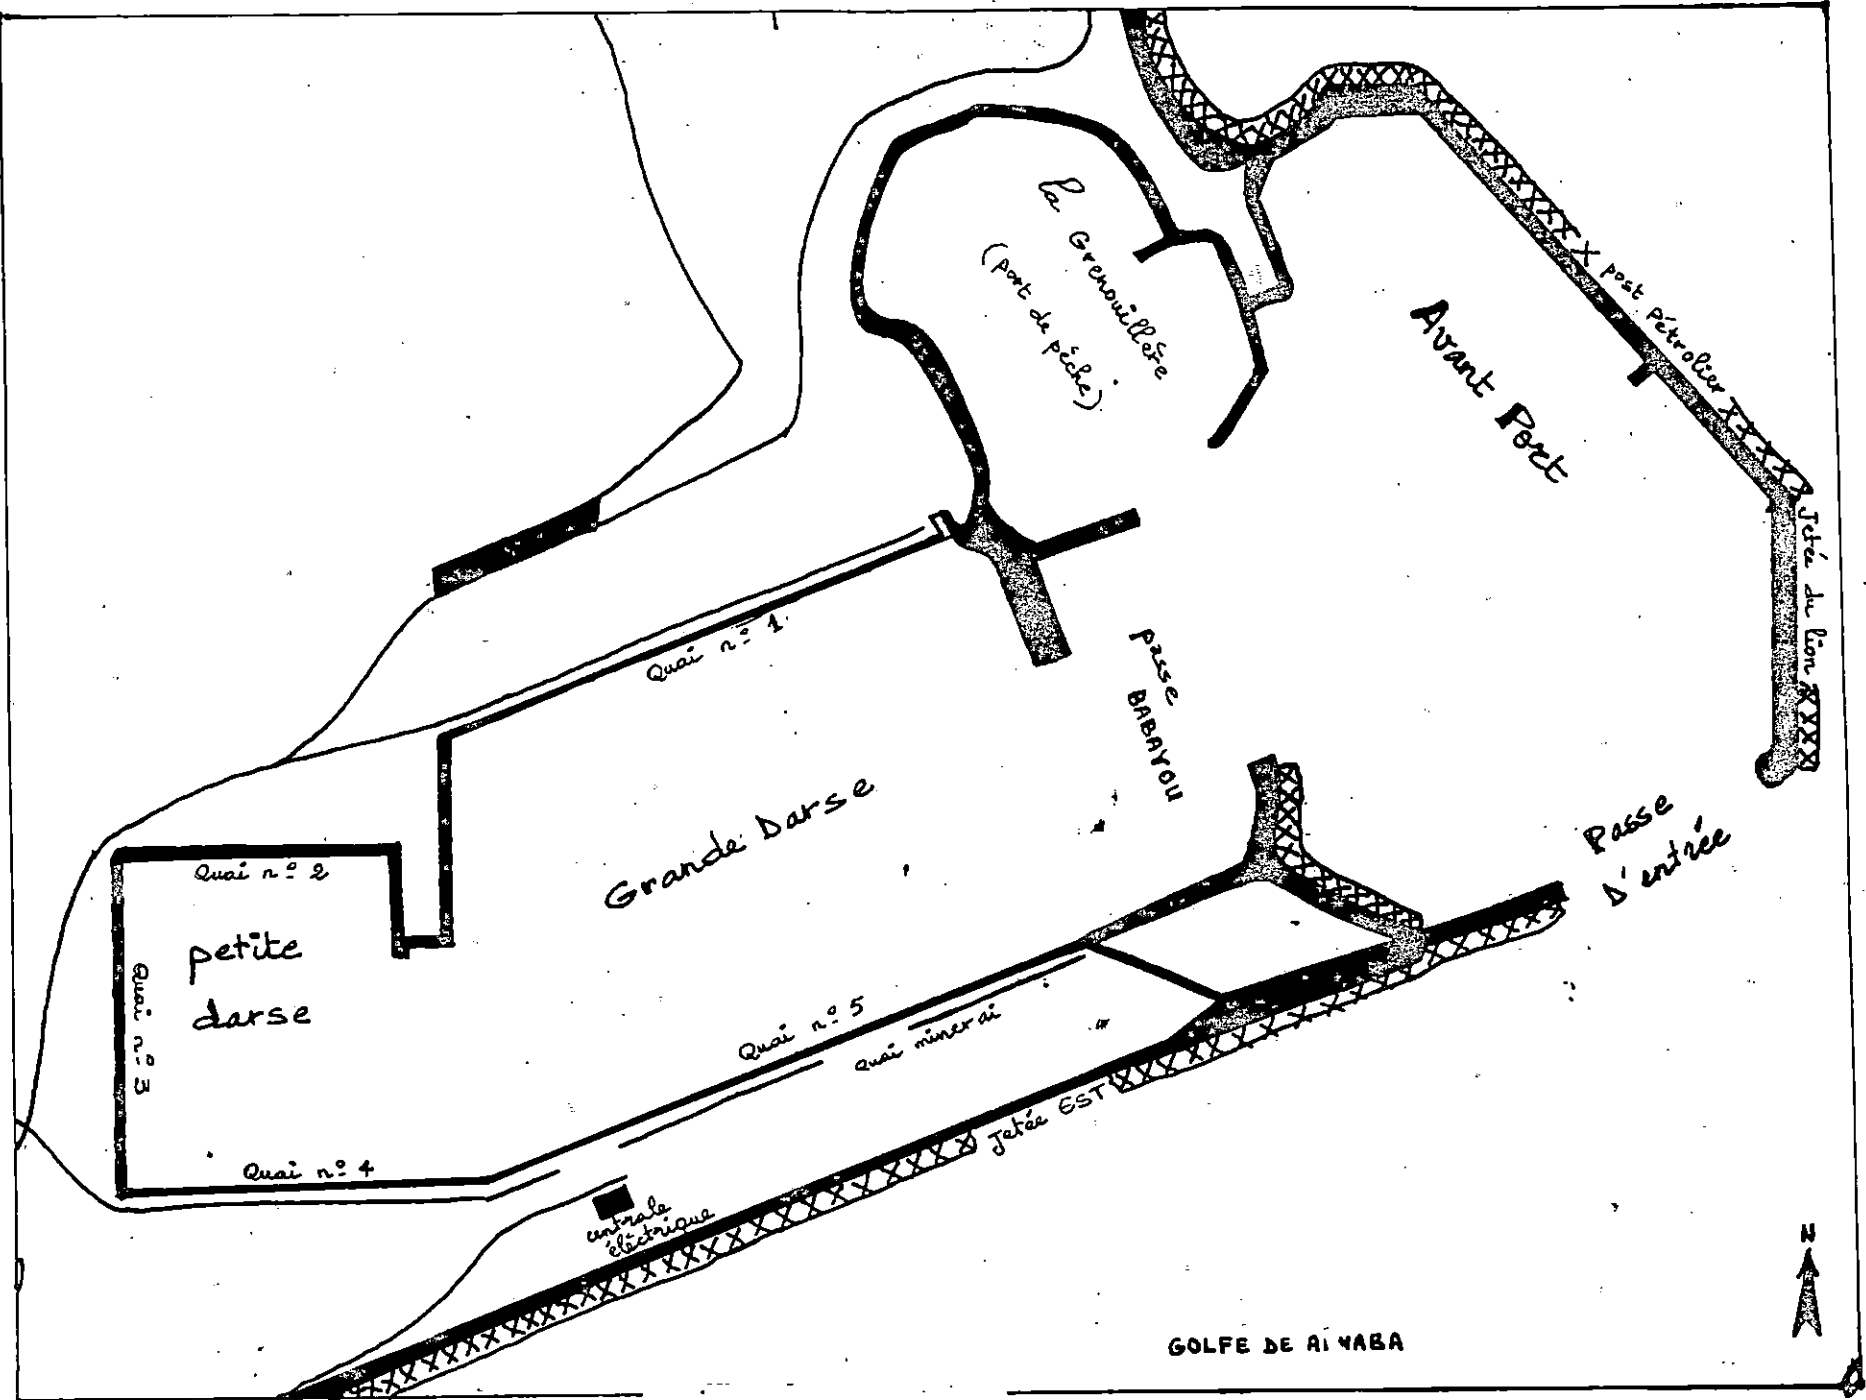 La Grenouillère
(port de pêche)
post Pétrolier
Avant Port
Jetée du lion
Quai n° 1
passe
BABAYOU
Grande Darse
Passe
D'entrée
Quai n° 2
petite
darse
Quai n° 3
Quai n° 5
Quai minerai
Jetée EST
Quai n° 4
centrale
éléctrique
N
GOLFE DE Ai YABA